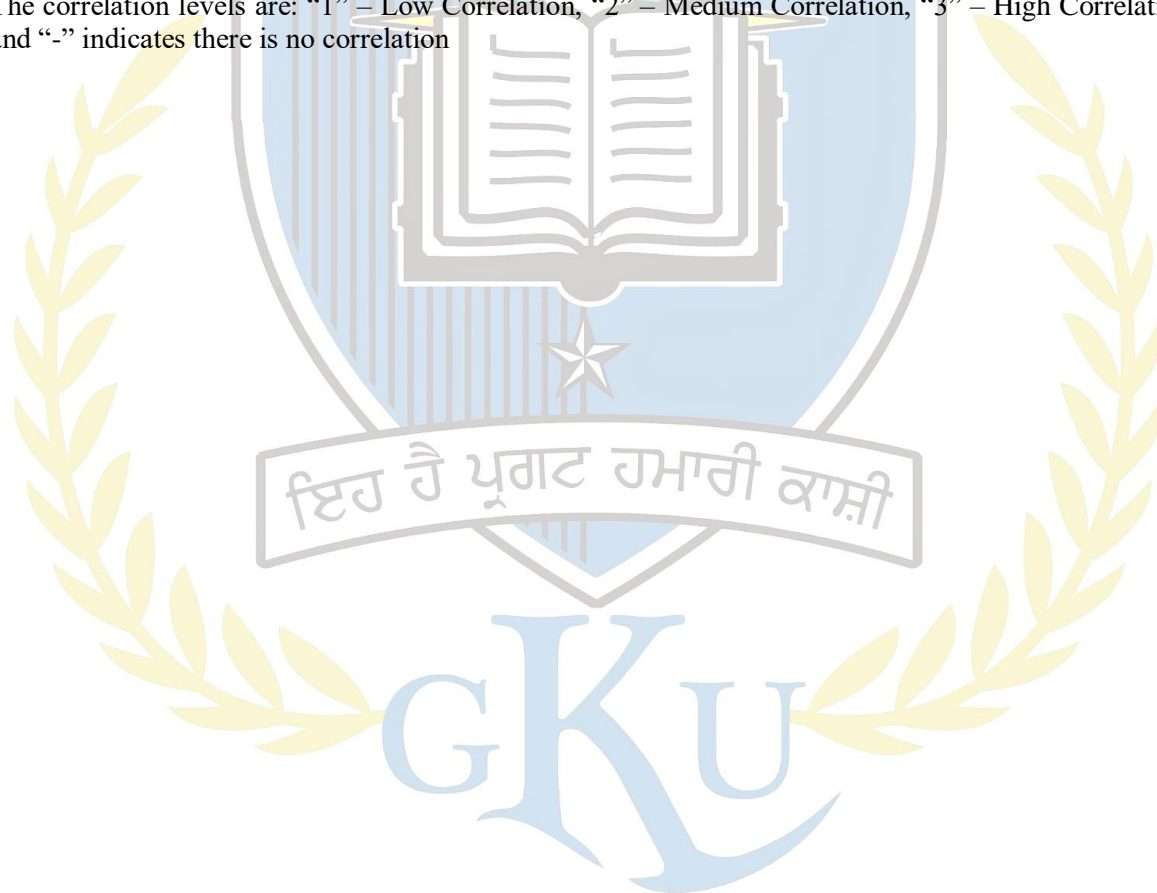 The correlation levels are: “1” – Low Correlation, “2” – Medium Correlation, “3” – High Correlati
and “-” indicates there is no correlation
ਇਹ ਹੈ ਪ੍ਰਗਟ ਹਮਾਰੀ ਕਾਸ਼ੀ
GKU